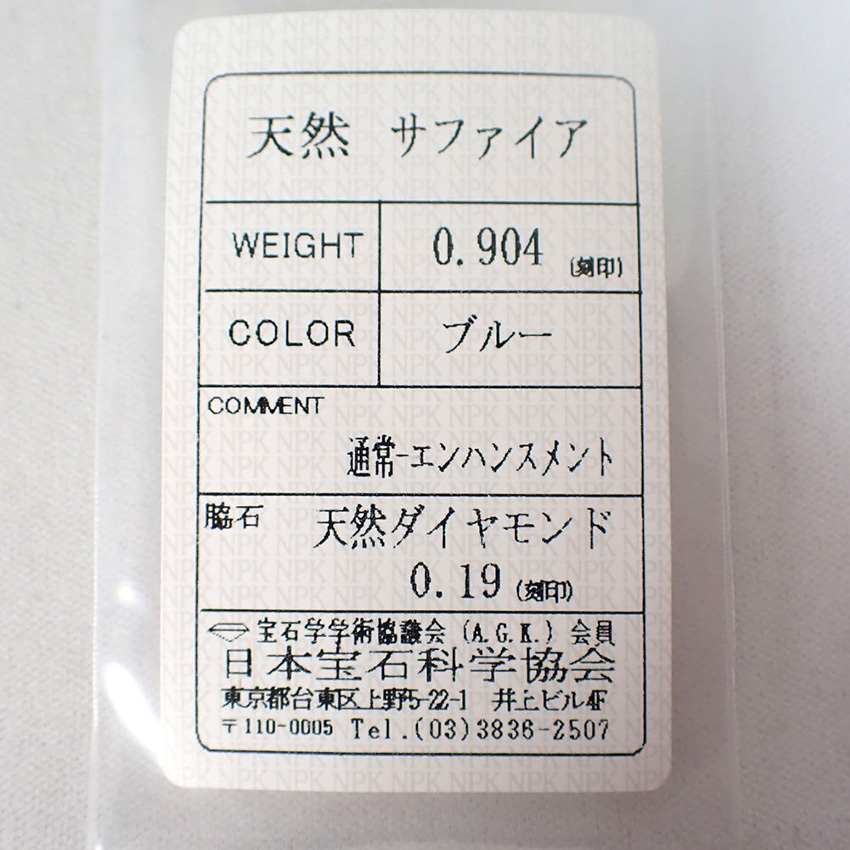 天然 サファイア
WEIGHT 0.904 (刻印)
COLOR ブルー
COMMENT
通常-エンハンスメント
脇石 天然ダイヤモンド
0.19 (刻印)
宝石学学術協議会 (A.G.K.) 会員
日本宝石科学協会
東京都台東区上野5-22-1 井上ビル4F
〒110-0005 Tel.(03)3836-2507